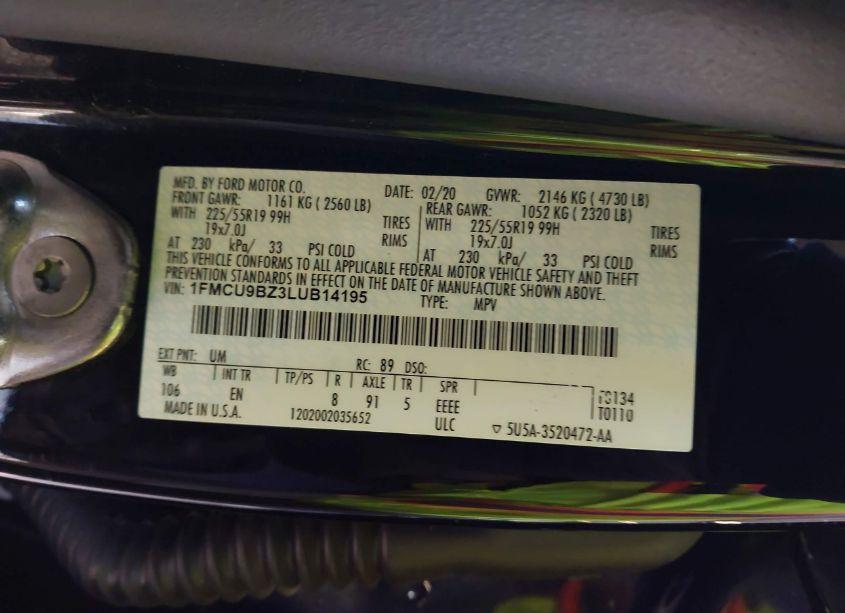 MFD. BY FORD MOTOR CO. DATE: 02/20 GVWR: 2146 KG ( 4730 LB)
FRONT GAWR: 1161 KG ( 2560 LB) REAR GAWR: 1052 KG ( 2320 LB)
WITH 225/55R19 99H TIRES WITH 225/55R19 99H TIRES
19x7.0J RIMS 19x7.0J RIMS
AT 230 kPa/ 33 PSI COLD AT 230 kPa/ 33 PSI COLD
THIS VEHICLE CONFORMS TO ALL APPLICABLE FEDERAL MOTOR VEHICLE SAFETY AND THEFT
PREVENTION STANDARDS IN EFFECT ON THE DATE OF MANUFACTURE SHOWN ABOVE.
VIN: 1FMCU9BZ3LUB14195 TYPE: MPV
EXT PNT: UM RC: 89 DSO:
WB INT TR TP/PS R AXLE TR SPR
106 EN 8 91 5 EEEE TS134
MADE IN U.S.A. 1202002035652 ULC T0110
▽ 5U5A-3520472-AA